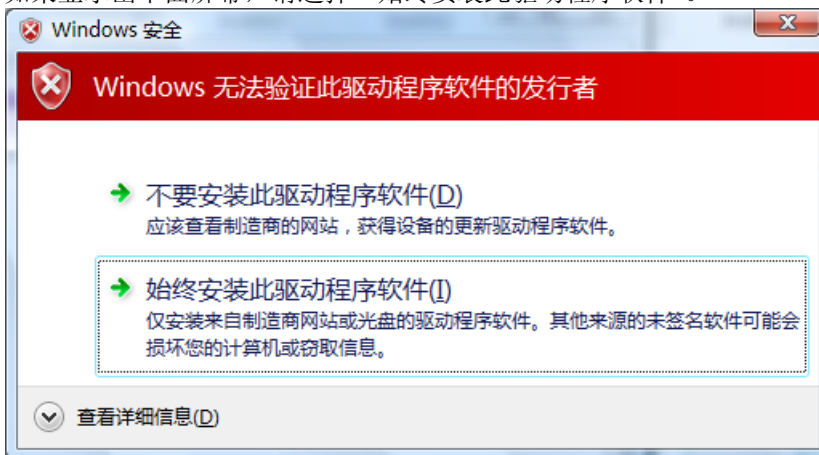 Windows 安全
Windows 无法验证此驱动程序软件的发行者
不要安装此驱动程序软件(D)
应该查看制造商的网站，获得设备的更新驱动程序软件。
始终安装此驱动程序软件(I)
仅安装来自制造商网站或光盘的驱动程序软件。其他来源的未签名软件可能会
损坏您的计算机或窃取信息。
查看详细信息(D)